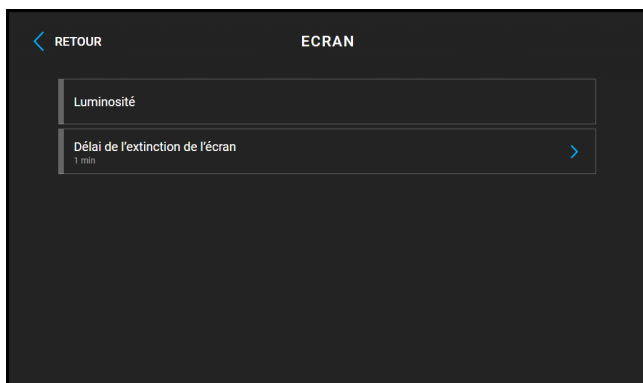 RETOUR
ECRAN
Luminosité
Délai de l'extinction de l'écran
1 min